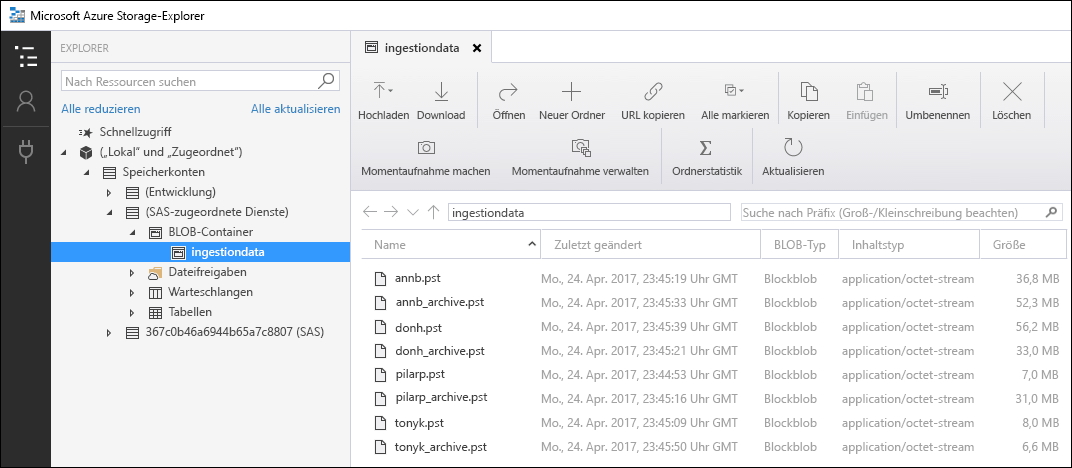 Microsoft Azure Storage-Explorer
EXPLORER
Nach Ressourcen suchen
Alle reduzieren Alle aktualisieren
Schnellzugriff
(„Lokal“ und „Zugeordnet“)
Speicherkonten
(Entwicklung)
(SAS-zugeordnete Dienste)
BLOB-Container
ingestiondata
Dateifreigaben
Warteschlangen
Tabellen
367c0b46a6944b65a7c8807 (SAS)
ingestiondata
Hochladen Download Öffnen Neuer Ordner URL kopieren Alle markieren Kopieren Einfügen Umbenennen Löschen
Momentaufnahme machen Momentaufnahme verwalten Ordnerstatistik Aktualisieren
ingestiondata Suche nach Präfix (Groß-/Kleinschreibung beachten)
Name Zuletzt geändert BLOB-Typ Inhaltstyp Größe
annb.pst Mo., 24. Apr. 2017, 23:45:19 Uhr GMT Blockblob application/octet-stream 36,8 MB
annb_archive.pst Mo., 24. Apr. 2017, 23:45:33 Uhr GMT Blockblob application/octet-stream 52,3 MB
donh.pst Mo., 24. Apr. 2017, 23:45:39 Uhr GMT Blockblob application/octet-stream 56,2 MB
donh_archive.pst Mo., 24. Apr. 2017, 23:45:21 Uhr GMT Blockblob application/octet-stream 33,0 MB
pilarp.pst Mo., 24. Apr. 2017, 23:44:53 Uhr GMT Blockblob application/octet-stream 7,0 MB
pilarp_archive.pst Mo., 24. Apr. 2017, 23:45:16 Uhr GMT Blockblob application/octet-stream 31,0 MB
tonyk.pst Mo., 24. Apr. 2017, 23:45:09 Uhr GMT Blockblob application/octet-stream 8,0 MB
tonyk_archive.pst Mo., 24. Apr. 2017, 23:45:50 Uhr GMT Blockblob application/octet-stream 6,6 MB